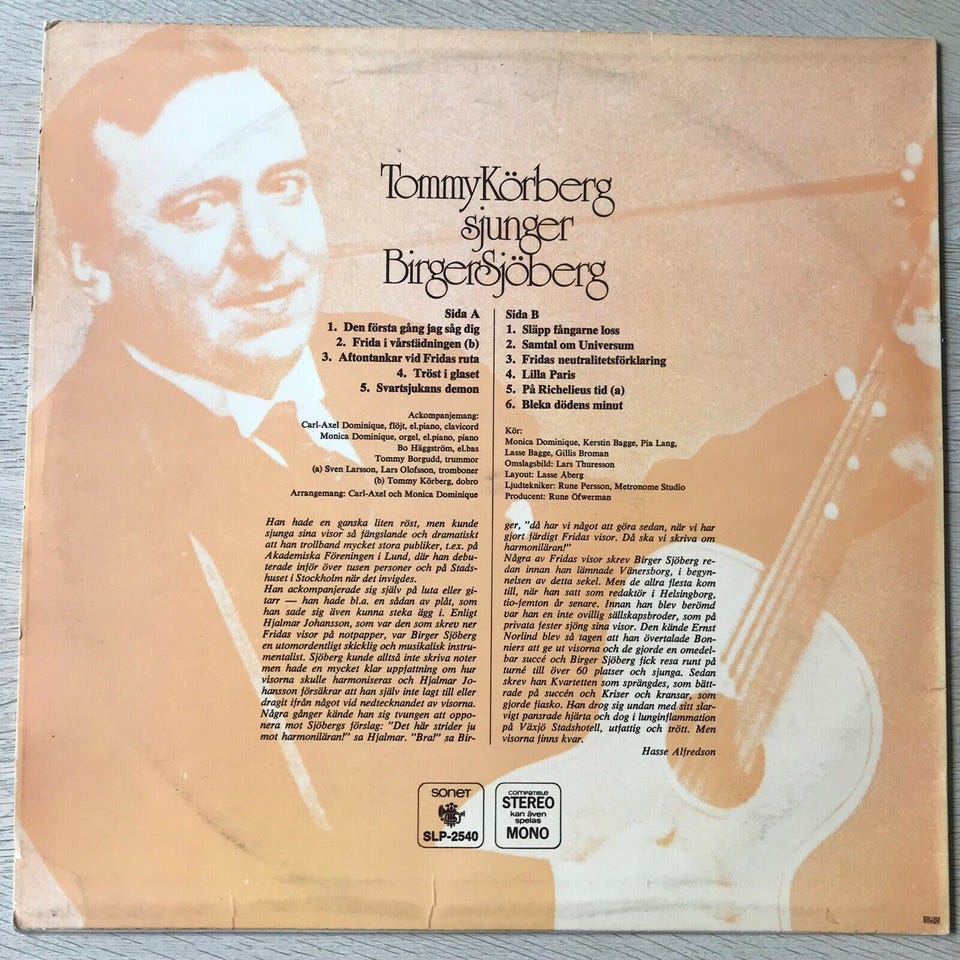 Tommy Körberg
sjunger
Birger Sjöberg
Sida A
1. Den första gång jag såg dig
2. Frida i vårstädningen (b)
3. Aftontankar vid Fridas ruta
4. Tröst i glaset
5. Svartsjukans demon
Ackompanjemang:
Carl-Axel Dominique, flöjt, el.piano, clavicord
Monica Dominique, orgel, el.piano, piano
Bo Häggström, el.bas
Tommy Borgudd, trummor
(a) Sven Larsson, Lars Olofsson, tromboner
(b) Tommy Körberg, dobro
Arrangemang: Carl-Axel och Monica Dominique
Han hade en ganska liten röst, men kunde
sjunga sina visor så fängslande och dramatiskt
att han trollband mycket stora publiker, t.ex. på
Akademiska Föreningen i Lund, där han debu-
terade inför över tusen personer och på Stads-
huset i Stockholm när det invigdes.
Han ackompanjerade sig själv på luta eller gi-
tarr — han hade bl.a. en sådan av plåt, som
han sade sig även kunna steka ägg i. Enligt
Hjalmar Johansson, som var den som skrev ner
Fridas visor på notpapper, var Birger Sjöberg
en utomordentligt skicklig och musikalisk instru-
mentalist. Sjöberg kunde alltså inte skriva noter
men hade en mycket klar uppfattning om hur
visorna skulle harmoniseras och Hjalmar Jo-
hansson försäkrar att han själv inte lagt till eller
dragit ifrån något vid nedtecknandet av visorna.
Några gånger kände han sig tvungen att oppo-
nera mot Sjöbergs förslag: "Det här strider ju
mot harmoniläran!" sa Hjalmar. "Bra!" sa Bir-
Sida B
1. Släpp fångarne loss
2. Samtal om Universum
3. Fridas neutralitetsförklaring
4. Lilla Paris
5. På Richelieus tid (a)
6. Bleka dödens minut
Kör:
Monica Dominique, Kerstin Bagge, Pia Lang,
Lasse Bagge, Gillis Broman
Omslagsbild: Lars Thuresson
Layout: Lasse Åberg
Ljudtekniker: Rune Persson, Metronome Studio
Producent: Rune Öfwerman
ger, "då har vi något att göra sedan, när vi har
gjort färdigt Fridas visor. Då ska vi skriva om
harmoniläran!"
Några av Fridas visor skrev Birger Sjöberg re-
dan innan han lämnade Vänersborg, i begyn-
nelsen av detta sekel. Men de allra flesta kom
till, när han satt som redaktör i Helsingborg,
tio-femton år senare. Innan han blev berömd
var han en inte ovillig sällskapsbroder, som på
privata fester sjöng sina visor. Den kände Ernst
Norlind blev så tagen att han övertalade Bon-
niers att ge ut visorna och de gjorde en omedel-
bar succé och Birger Sjöberg fick resa runt på
turné till över 60 platser och sjunga. Sedan
skrev han Kvartetten som sprängdes, som bätt-
rade på succén och Kriser och kransar, som
gjorde fiasko. Han drog sig undan med sitt slar-
vigt pansrade hjärta och dog i lunginflammation
på Växjö Stadshotell, utfattig och trött. Men
visorna finns kvar.
Hasse Alfredson
SONET
SLP-2540
COMPATIBLE
STEREO
kan även
spelas
MONO